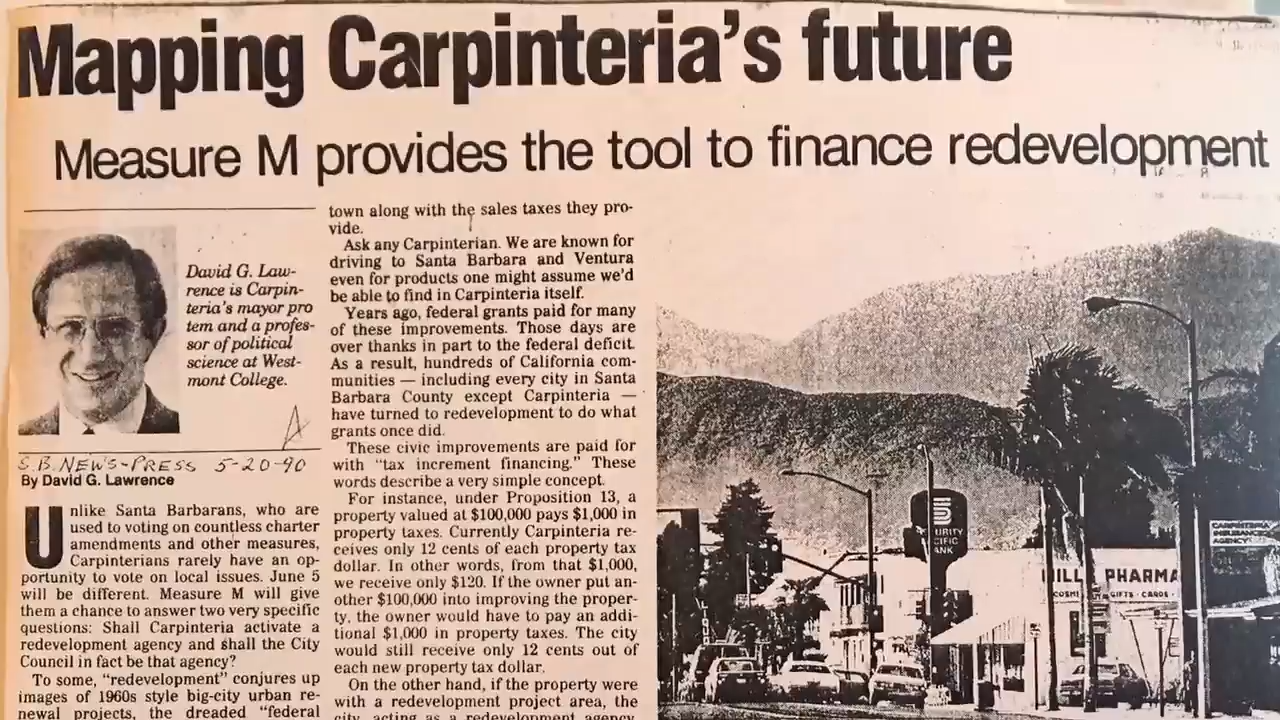 Mapping Carpinteria's future
Measure M provides the tool to finance redevelopment
David G. Law-
rence is Carpin-
teria's mayor pro
tem and a profes-
sor of political
science at West-
mont College.
A
S.B. NEWS-PRESS 5-20-90
By David G. Lawrence
Unlike Santa Barbarans, who are
used to voting on countless charter
amendments and other measures,
Carpinterians rarely have an op-
portunity to vote on local issues. June 5
will be different. Measure M will give
them a chance to answer two very specific
questions: Shall Carpinteria activate a
redevelopment agency and shall the City
Council in fact be that agency?
To some, "redevelopment" conjures up
images of 1960s style big-city urban re-
newal projects, the dreaded "federal
town along with the sales taxes they pro-
vide.
Ask any Carpinterian. We are known for
driving to Santa Barbara and Ventura
even for products one might assume we'd
be able to find in Carpinteria itself.
Years ago, federal grants paid for many
of these improvements. Those days are
over thanks in part to the federal deficit.
As a result, hundreds of California com-
munities — including every city in Santa
Barbara County except Carpinteria —
have turned to redevelopment to do what
grants once did.
These civic improvements are paid for
with "tax increment financing." These
words describe a very simple concept.
For instance, under Proposition 13, a
property valued at $100,000 pays $1,000 in
property taxes. Currently Carpinteria re-
ceives only 12 cents of each property tax
dollar. In other words, from that $1,000,
we receive only $120. If the owner put an-
other $100,000 into improving the proper-
ty, the owner would have to pay an addi-
tional $1,000 in property taxes. The city
would still receive only 12 cents out of
each new property tax dollar.
On the other hand, if the property were
with a redevelopment project area, the
city, acting as a redevelopment agency,
URITY
CIFIC
ANK
HILL PHARMA
GIFTS · CARDS
CARPINTERIA
INSURANCE
AGENCY